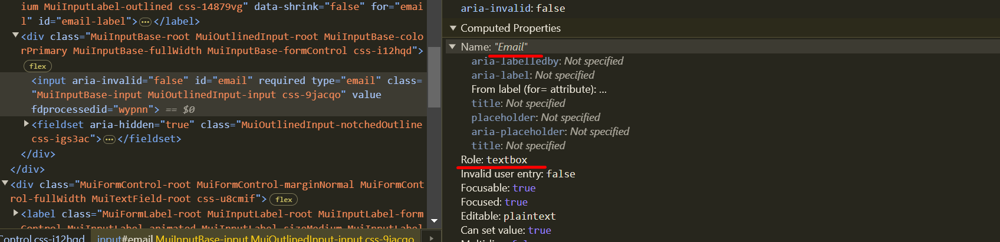 ium MuiInputLabel-outlined css-14879vg" data-shrink="false" for="emai
l" id="email-label"> … </label>
<div class="MuiInputBase-root MuiOutlinedInput-root MuiInputBase-colo
rPrimary MuiInputBase-fullWidth MuiInputBase-formControl css-i12hqd">
flex
<input aria-invalid="false" id="email" required type="email" class=
"MuiInputBase-input MuiOutlinedInput-input css-9jacqo" value
fdprocessedid="wypnn"> == $0
<fieldset aria-hidden="true" class="MuiOutlinedInput-notchedOutline
css-igs3ac"> … </fieldset>
</div>
</div>
<div class="MuiFormControl-root MuiFormControl-marginNormal MuiFormCont
rol-fullWidth MuiTextField-root css-u8cmif"> flex
<label class="MuiFormLabel-root MuiInputLabel-root MuiInputLabel-form
Control MuiInputLabel-animated MuiInputLabel-sizeMedium MuiInputLabel
Control.css-i12hqd input#email.MuiInputBase-input.MuiOutlinedInput-input.css-9jacqo
aria-invalid: false
Computed Properties
Name: "Email"
aria-labelledby: Not specified
aria-label: Not specified
From label (for= attribute): …
title: Not specified
placeholder: Not specified
aria-placeholder: Not specified
title: Not specified
Role: textbox
Invalid user entry: false
Focusable: true
Focused: true
Editable: plaintext
Can set value: true